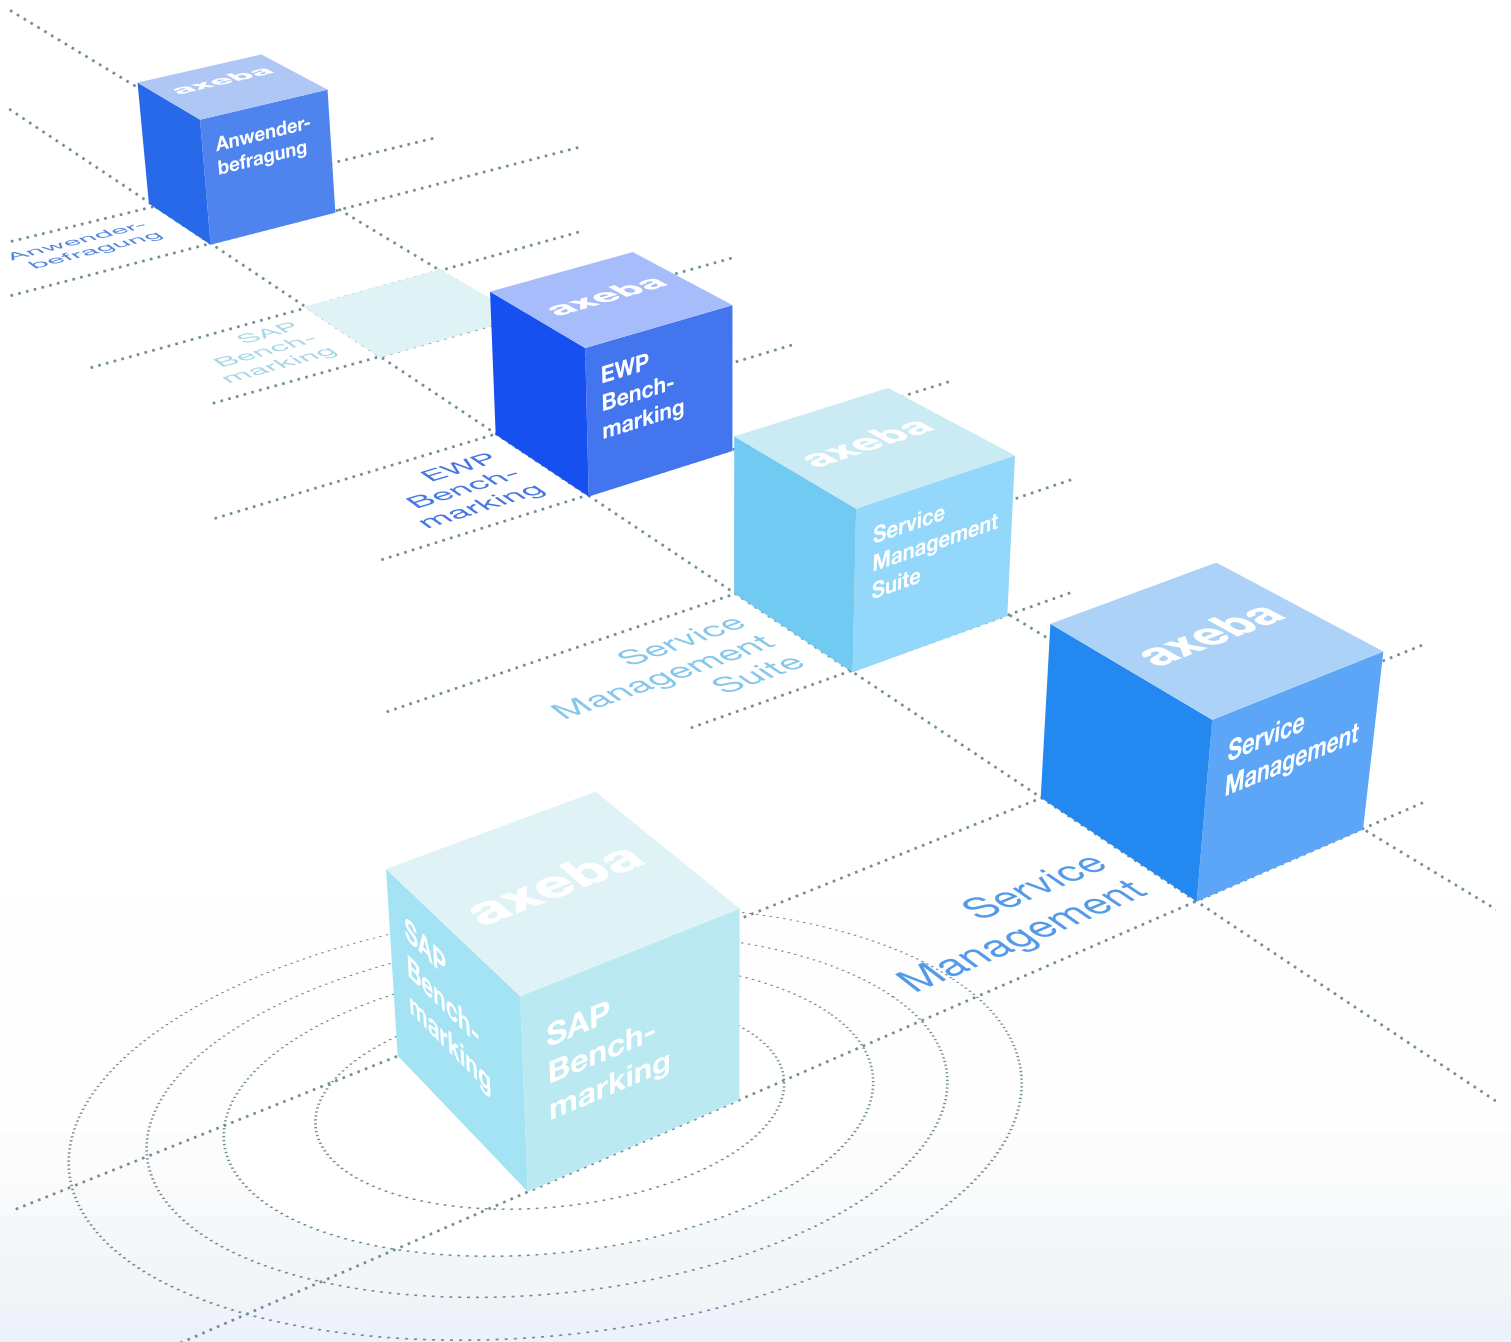 axeba
Anwender-
befragung
Anwender-
befragung
SAP
Bench-
marking
axeba
EWP
Bench-
marking
EWP
Bench-
marking
axeba
Service
Management
Suite
Service
Management
Suite
axeba
Service
Management
Service
Management
axeba
SAP
Bench-
marking
SAP
Bench-
marking